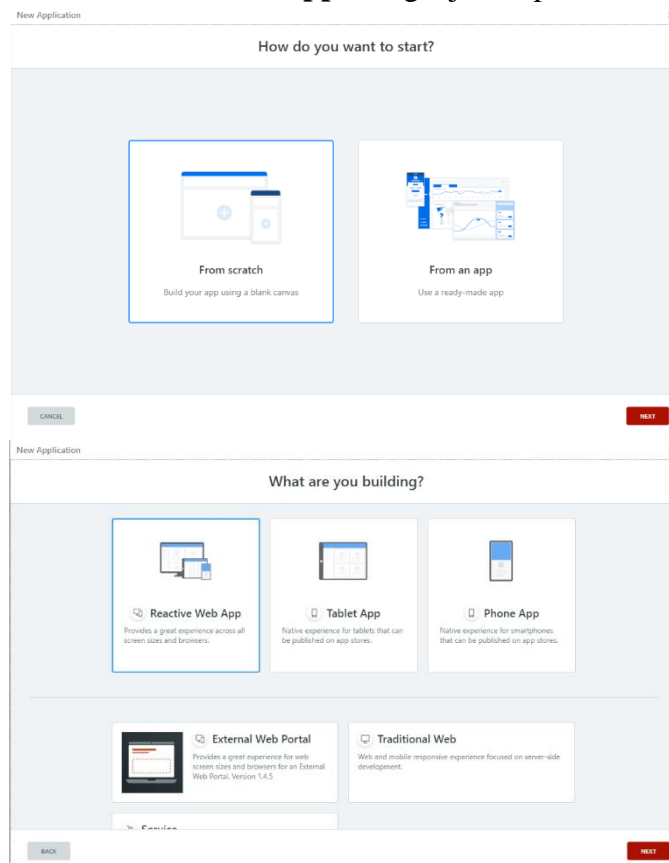 New Application
How do you want to start?
From scratch
Build your app using a blank canvas
From an app
Use a ready-made app
CANCEL
NEXT
New Application
What are you building?
Reactive Web App
Provides a great experience across all
screen sizes and browsers.
Tablet App
Native experience for tablets that can
be published on app stores.
Phone App
Native experience for smartphones
that can be published on app stores.
External Web Portal
Provides a great experience for web
screen sizes and browsers for an External
Web Portal. Version 1.4.5
Traditional Web
Web and mobile responsive experience focused on server-side
development.
Service
BACK
NEXT